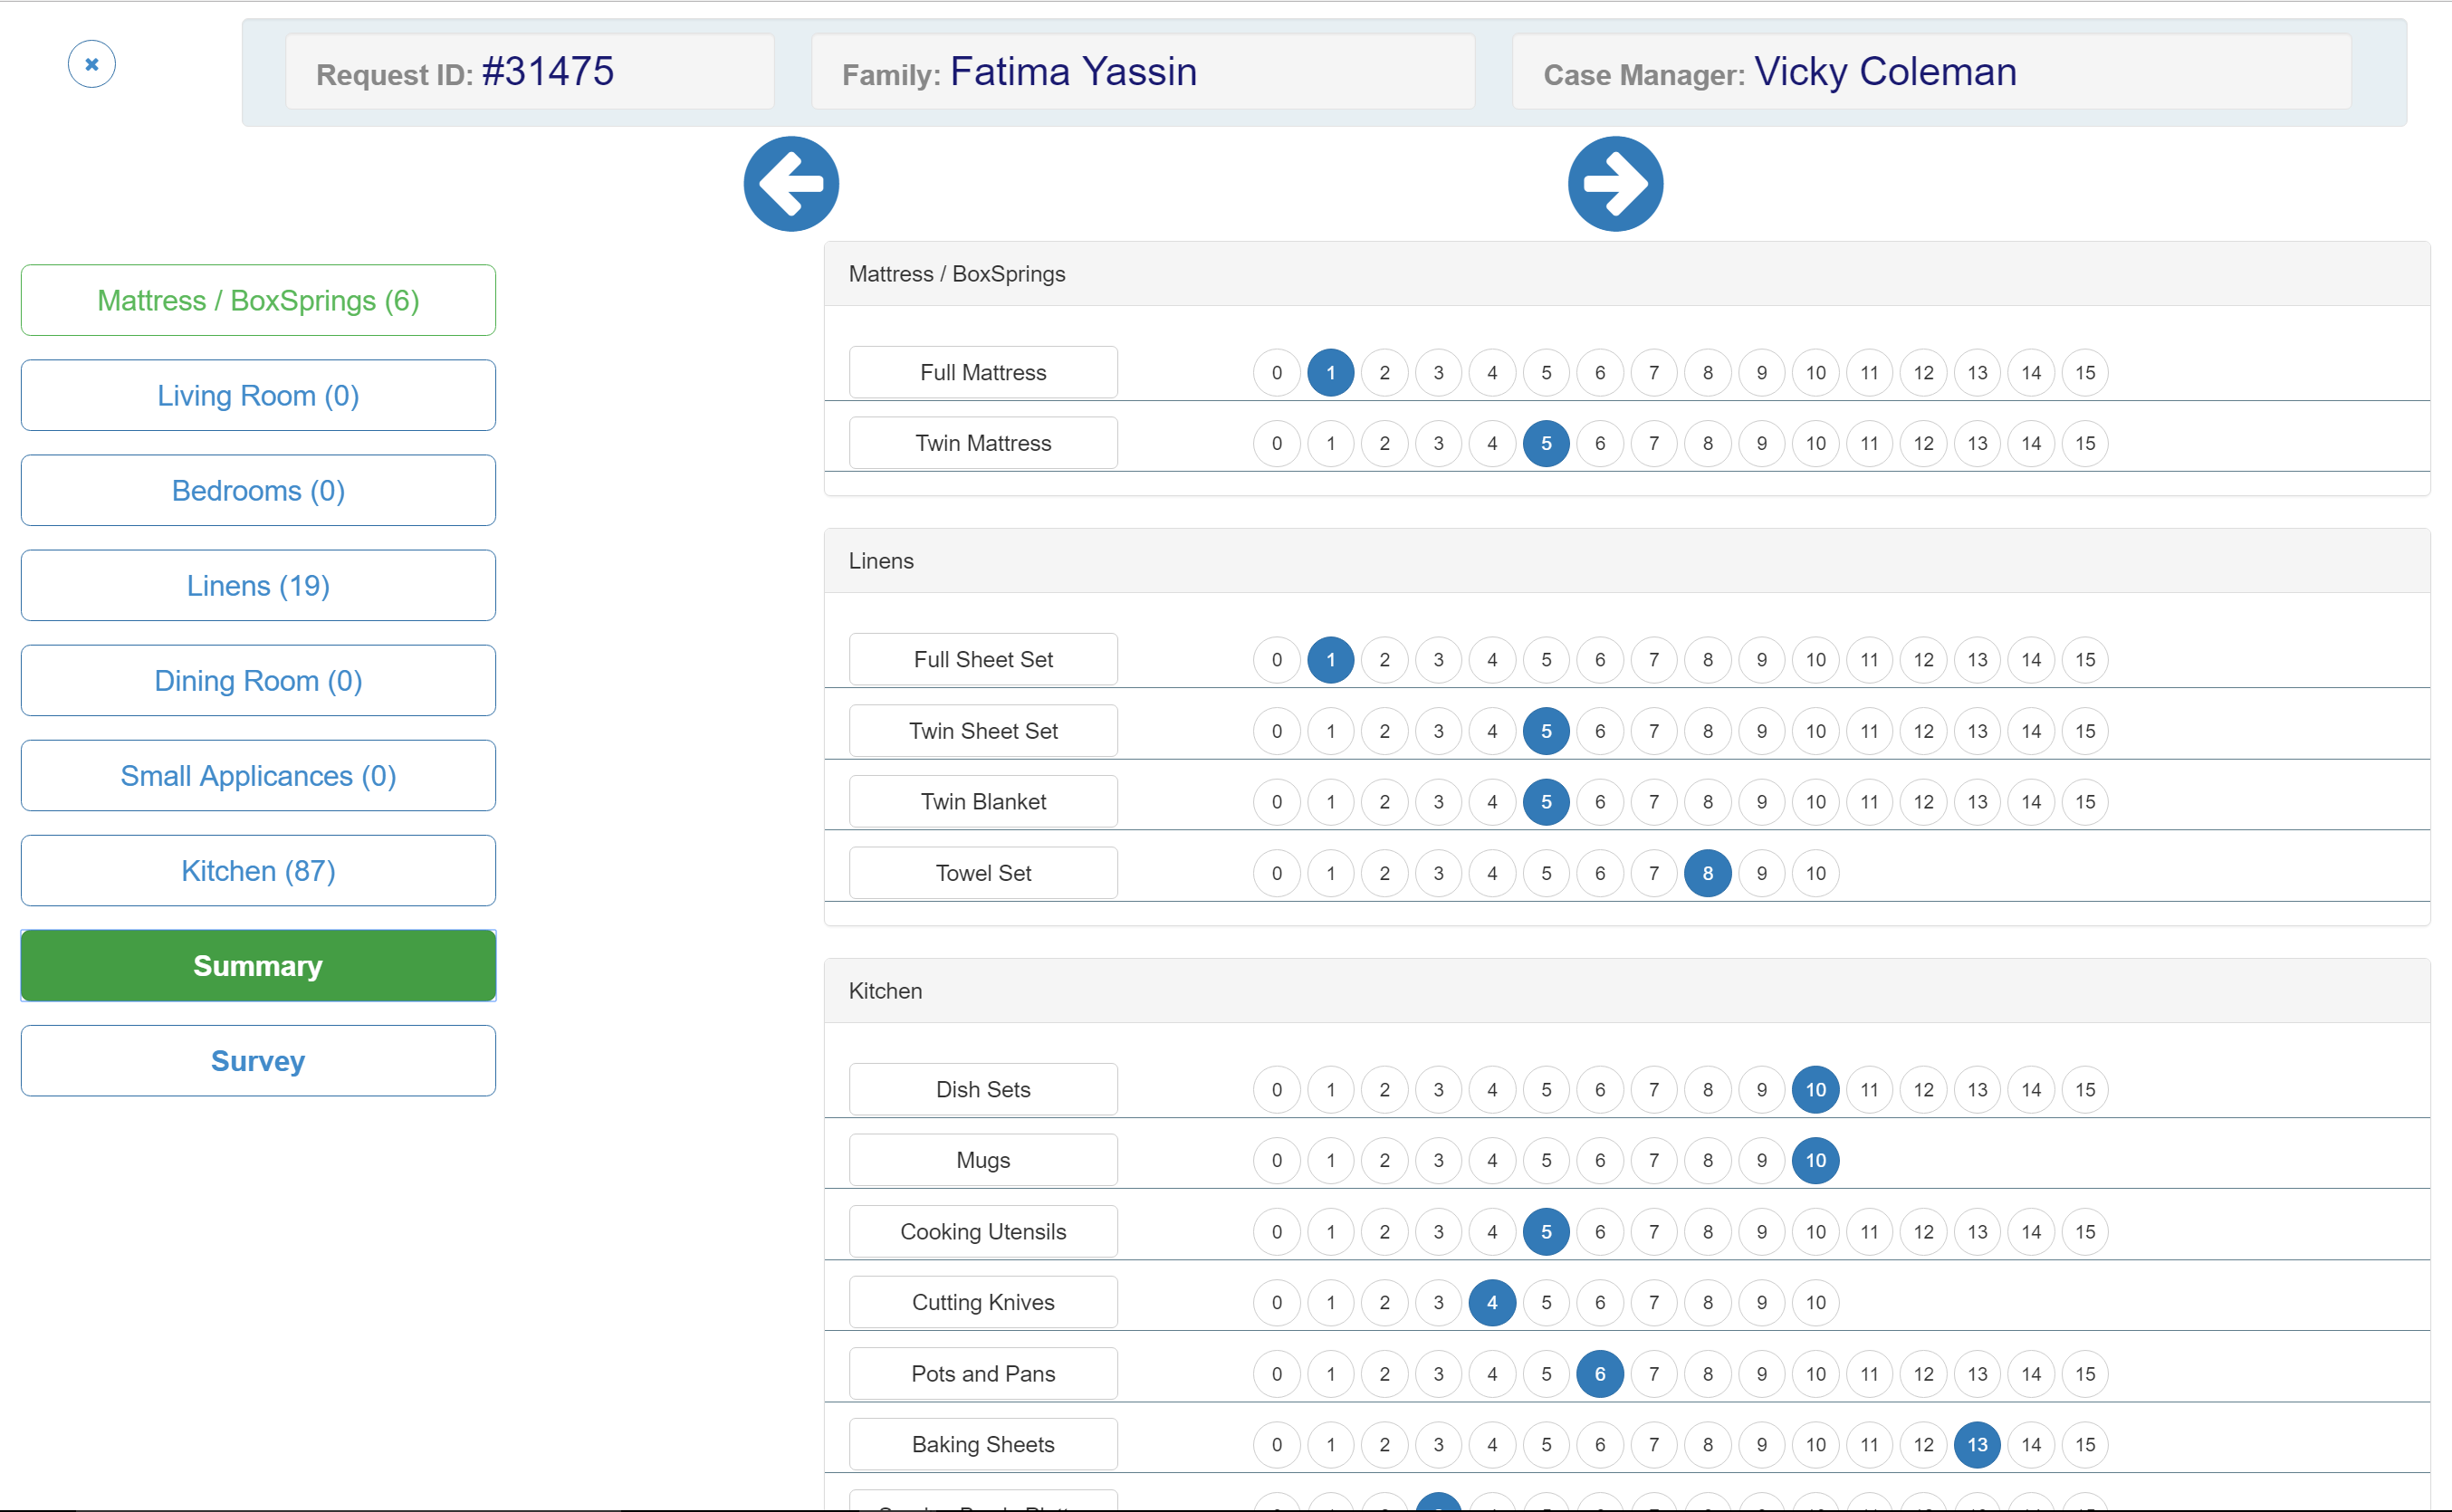 Request ID: #31475 Family: Fatima Yassin Case Manager: Vicky Coleman
Mattress / BoxSprings (6)
Living Room (0)
Bedrooms (0)
Linens (19)
Dining Room (0)
Small Applicances (0)
Kitchen (87)
Summary
Survey
Mattress / BoxSprings
Full Mattress 0 1 2 3 4 5 6 7 8 9 10 11 12 13 14 15
Twin Mattress 0 1 2 3 4 5 6 7 8 9 10 11 12 13 14 15
Linens
Full Sheet Set 0 1 2 3 4 5 6 7 8 9 10 11 12 13 14 15
Twin Sheet Set 0 1 2 3 4 5 6 7 8 9 10 11 12 13 14 15
Twin Blanket 0 1 2 3 4 5 6 7 8 9 10 11 12 13 14 15
Towel Set 0 1 2 3 4 5 6 7 8 9 10
Kitchen
Dish Sets 0 1 2 3 4 5 6 7 8 9 10 11 12 13 14 15
Mugs 0 1 2 3 4 5 6 7 8 9 10
Cooking Utensils 0 1 2 3 4 5 6 7 8 9 10 11 12 13 14 15
Cutting Knives 0 1 2 3 4 5 6 7 8 9 10
Pots and Pans 0 1 2 3 4 5 6 7 8 9 10 11 12 13 14 15
Baking Sheets 0 1 2 3 4 5 6 7 8 9 10 11 12 13 14 15